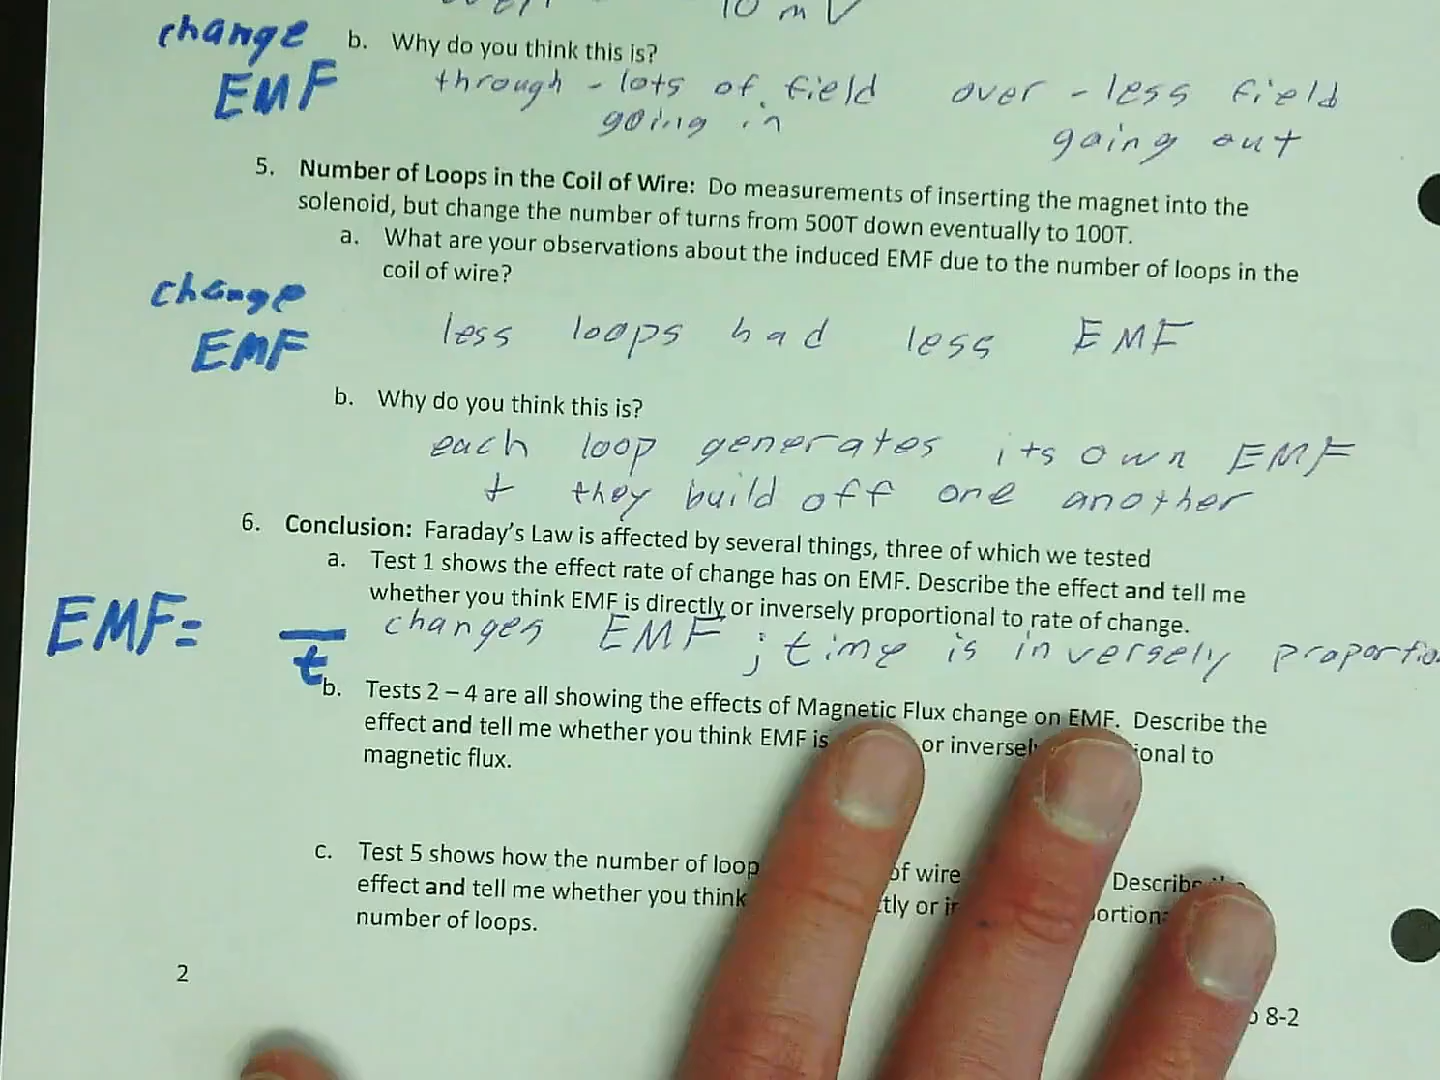 10 mV
change
EMF
b. Why do you think this is?
through - lots of field over - less field
going in going out
5. Number of Loops in the Coil of Wire: Do measurements of inserting the magnet into the
solenoid, but change the number of turns from 500T down eventually to 100T.
a. What are your observations about the induced EMF due to the number of loops in the
coil of wire?
change
EMF
less loops had less EMF
b. Why do you think this is?
each loop generates its own EMF
+ they build off one another
6. Conclusion: Faraday's Law is affected by several things, three of which we tested
a. Test 1 shows the effect rate of change has on EMF. Describe the effect and tell me
whether you think EMF is directly or inversely proportional to rate of change.
EMF = — changes EMF ; time is inversely proportio
t
b. Tests 2 – 4 are all showing the effects of Magnetic Flux change on EMF. Describe the
effect and tell me whether you think EMF is or inversel ional to
magnetic flux.
c. Test 5 shows how the number of loop of wire Describe
effect and tell me whether you think tly or i portiona
number of loops.
2
8-2